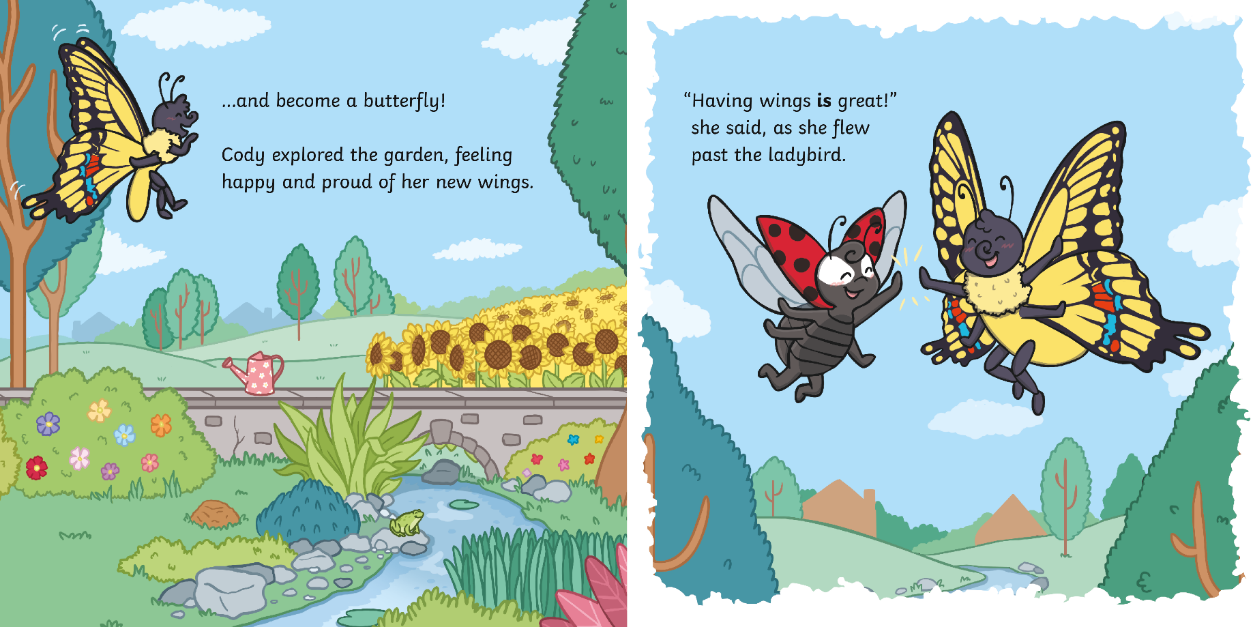 ...and become a butterfly!
Cody explored the garden, feeling
happy and proud of her new wings.
“Having wings is great!”
she said, as she flew
past the ladybird.